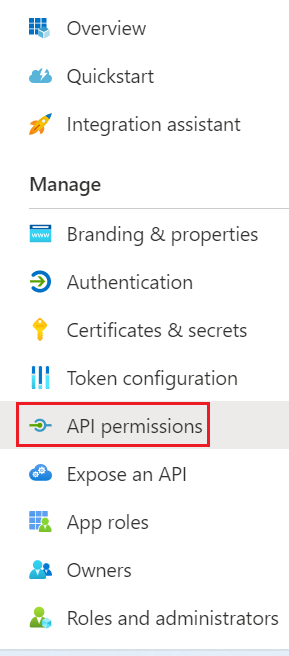 Overview
Quickstart
Integration assistant
Manage
www
Branding & properties
Authentication
Certificates & secrets
Token configuration
API permissions
Expose an API
App roles
Owners
Roles and administrators